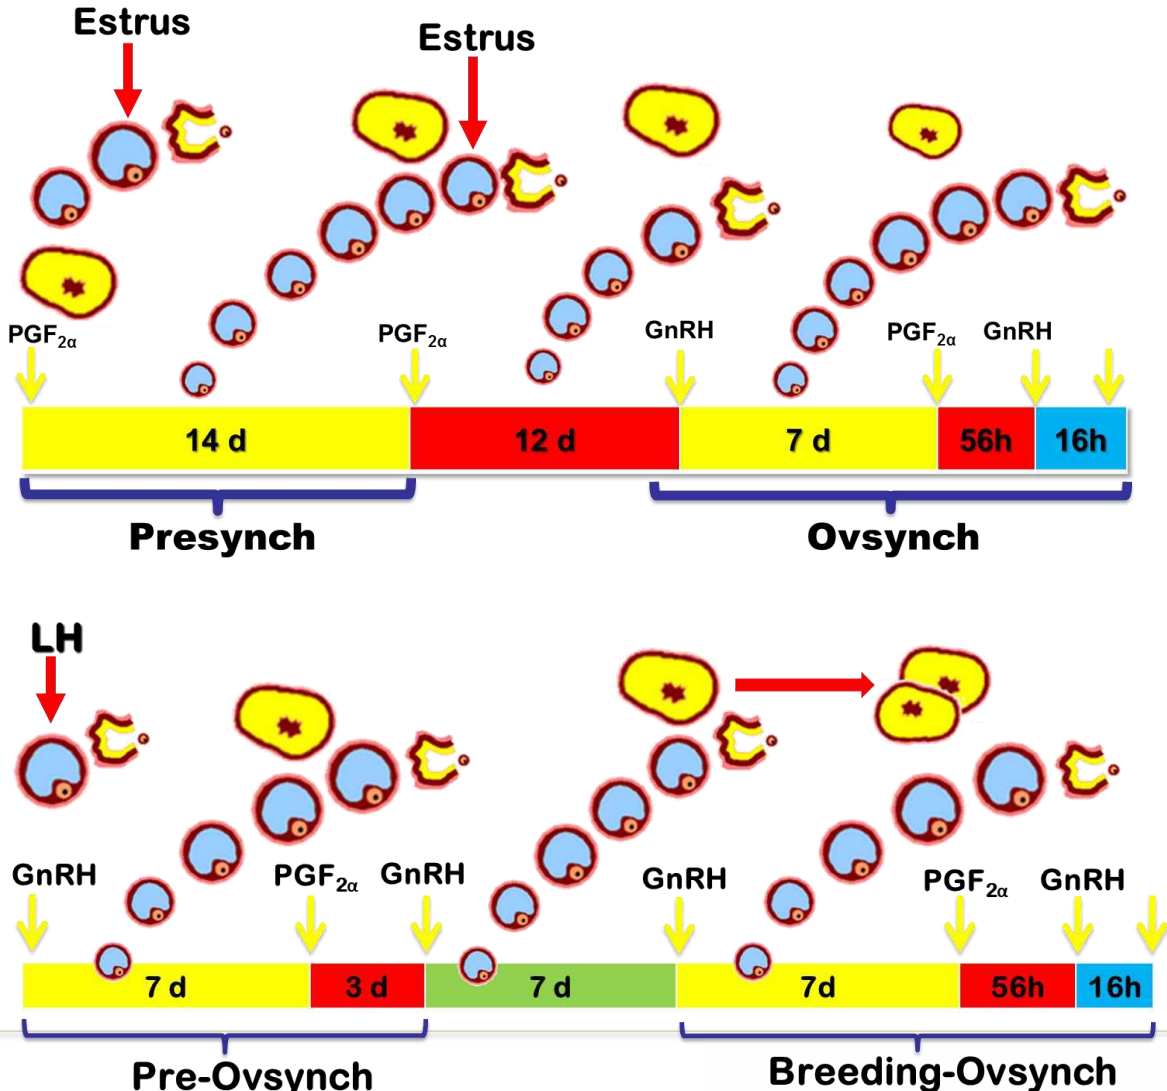 Estrus
Estrus
PGF2α
PGF2α
GnRH
PGF2α
GnRH
14 d
12 d
7 d
56h
16h
Presynch
Ovsynch
LH
GnRH
PGF2α
GnRH
GnRH
PGF2α
GnRH
7 d
3 d
7 d
7d
56h
16h
Pre-Ovsynch
Breeding-Ovsynch